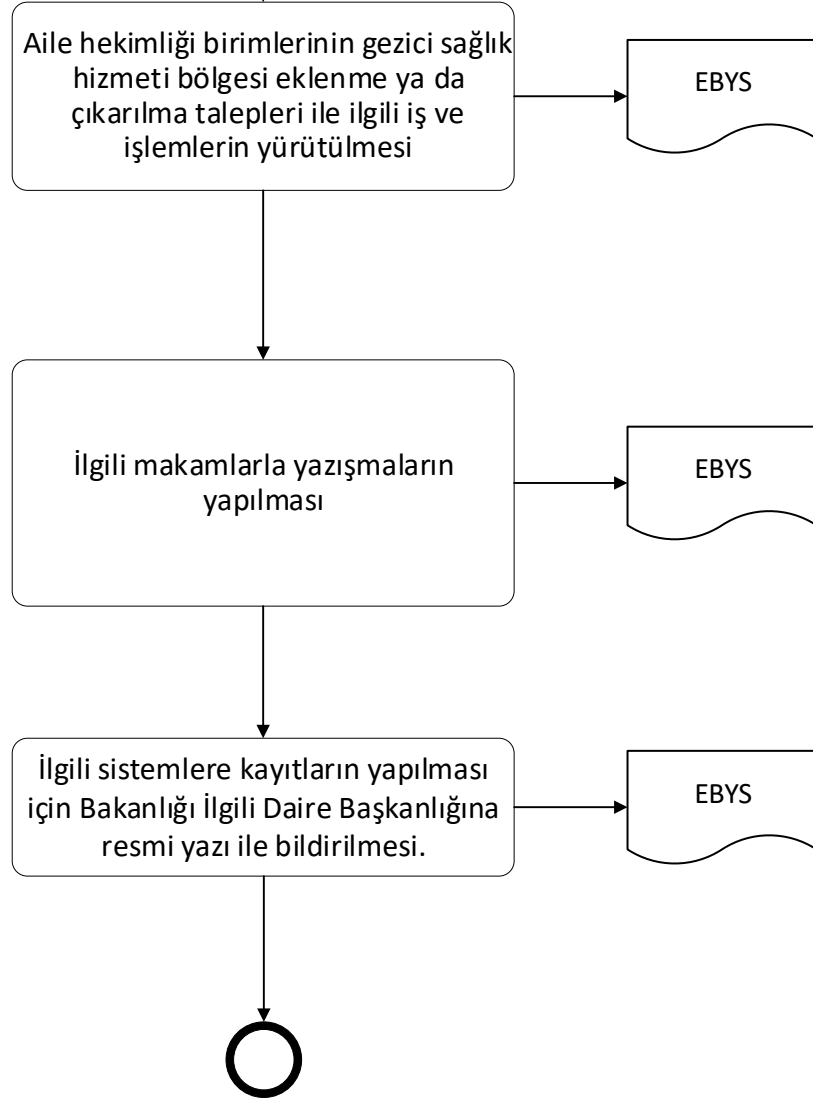 Aile hekimliği birimlerinin gezici sağlık
hizmeti bölgesi eklenme ya da
çıkarılma talepleri ile ilgili iş ve
işlemlerin yürütülmesi
EBYS
İlgili makamlarla yazışmaların
yapılması
EBYS
İlgili sistemlere kayıtların yapılması
için Bakanlığı İlgili Daire Başkanlığına
resmi yazı ile bildirilmesi.
EBYS